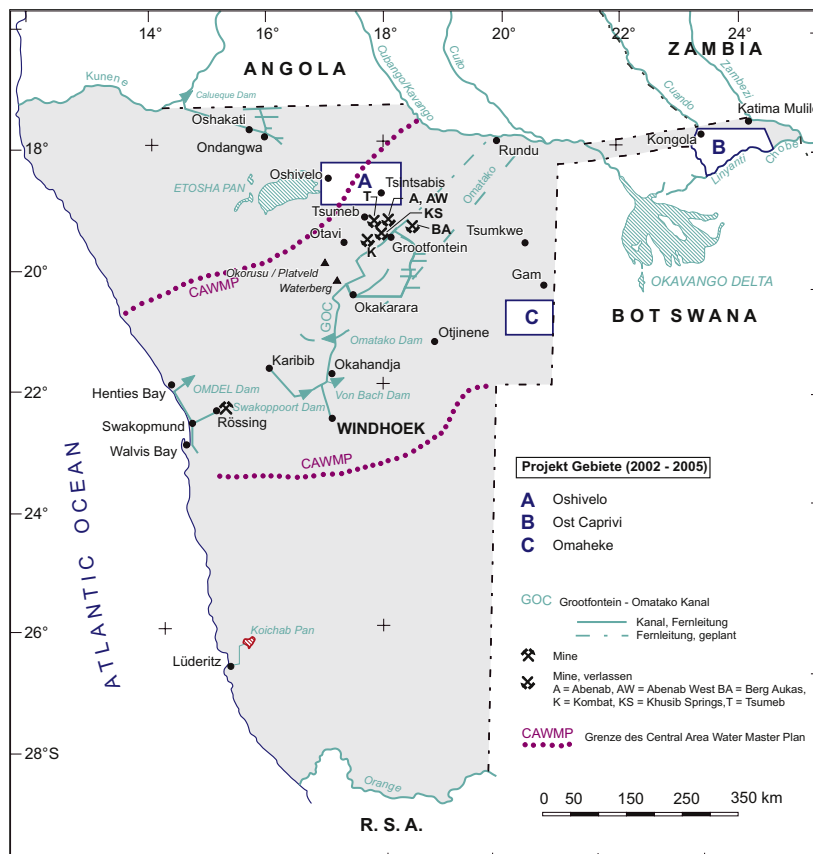 14°
16°
18°
20°
22°
24°
ZAMBIA
ANGOLA
Kunene
Calueque Dam
Cubango/Kavango
Cuito
Cuando
Zambezi
Katima Mulilo
Oshakati
Ondangwa
Rundu
Kongola
B
Linyanti
Chobe
18°
Oshivelo
A
Tsintsabis
ETOSHA PAN
T
A, AW
KS
BA
Omatako
Tsumeb
Otavi
K
Grootfontein
Tsumkwe
20°
Okorusu / Platveld
Waterberg
CAWMP
GOC
Okakarara
Gam
OKAVANGO DELTA
C
BOTSWANA
Otjinene
Omatako Dam
Karibib
Okahandja
22°
Henties Bay
OMDEL Dam
Swakoppoort Dam
Von Bach Dam
Swakopmund
Rössing
WINDHOEK
Walvis Bay
CAWMP
24°
ATLANTIC OCEAN
26°
Koichab Pan
Lüderitz
28°S
Orange
R. S. A.
Projekt Gebiete (2002 - 2005)
A Oshivelo
B Ost Caprivi
C Omaheke
GOC Grootfontein - Omatako Kanal
Kanal, Fernleitung
Fernleitung, geplant
Mine
Mine, verlassen
A = Abenab, AW = Abenab West BA = Berg Aukas,
K = Kombat, KS = Khusib Springs,T = Tsumeb
CAWMP Grenze des Central Area Water Master Plan
0 50 150 250 350 km